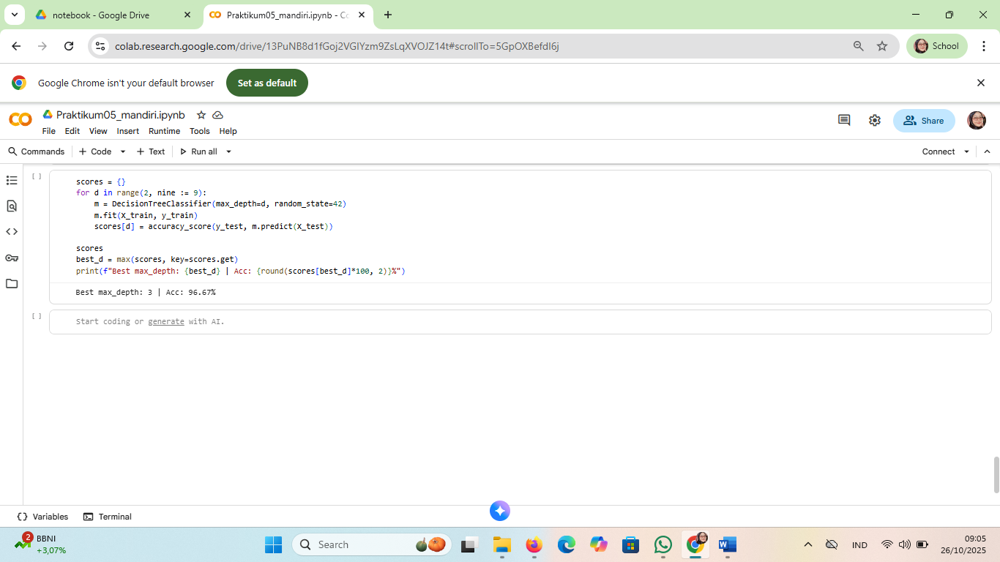 notebook - Google Drive
Praktikum05_mandiri.ipynb - Co
colab.research.google.com/drive/13PuNB8d1fGoj2VGIYzm9ZsLqXVOJZ14t#scrollTo=5GpOXBefdI6j
School
Google Chrome isn't your default browser
Set as default
Praktikum05_mandiri.ipynb
File Edit View Insert Runtime Tools Help
Share
Commands + Code + Text Run all
Connect
[ ]
scores = {}
for d in range(2, nine := 9):
    m = DecisionTreeClassifier(max_depth=d, random_state=42)
    m.fit(X_train, y_train)
    scores[d] = accuracy_score(y_test, m.predict(X_test))
scores
best_d = max(scores, key=scores.get)
print(f"Best max_depth: {best_d} | Acc: {round(scores[best_d]*100, 2)}%")
Best max_depth: 3 | Acc: 96.67%
[ ]
Start coding or generate with AI.
Variables
Terminal
2
BBNI
+3,07%
Search
IND
09:05
26/10/2025